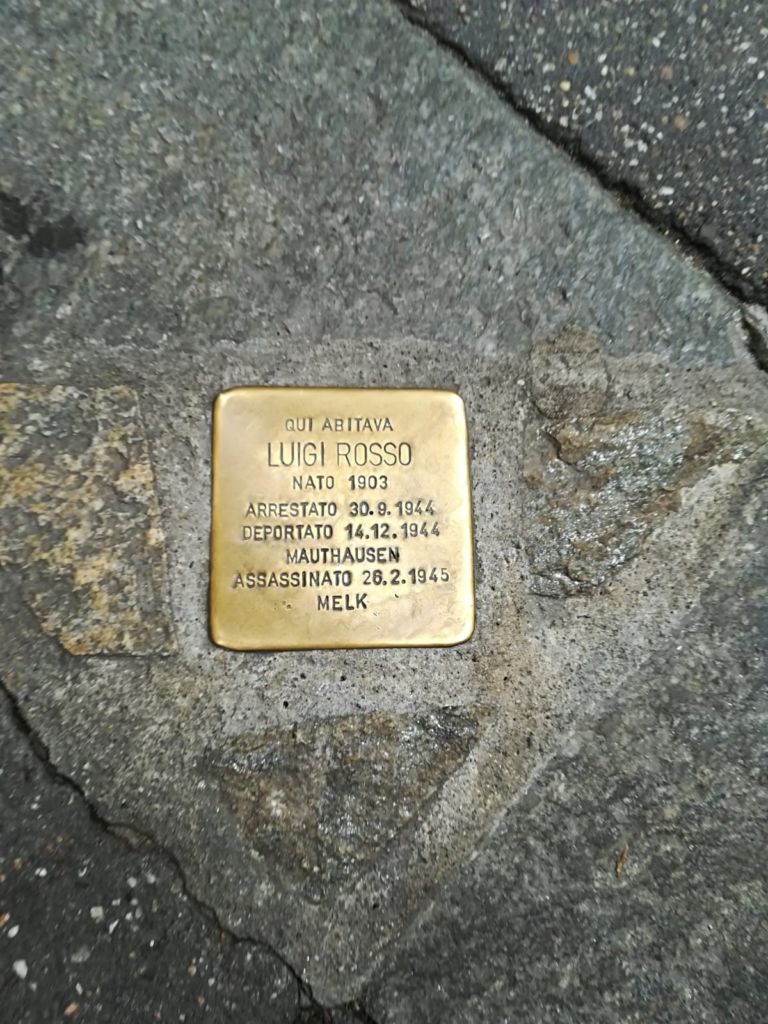 QUI ABITAVA
LUIGI ROSSO
NATO 1903
ARRESTATO 30.9.1944
DEPORTATO 14.12.1944
MAUTHAUSEN
ASSASSINATO 26.2.1945
MELK